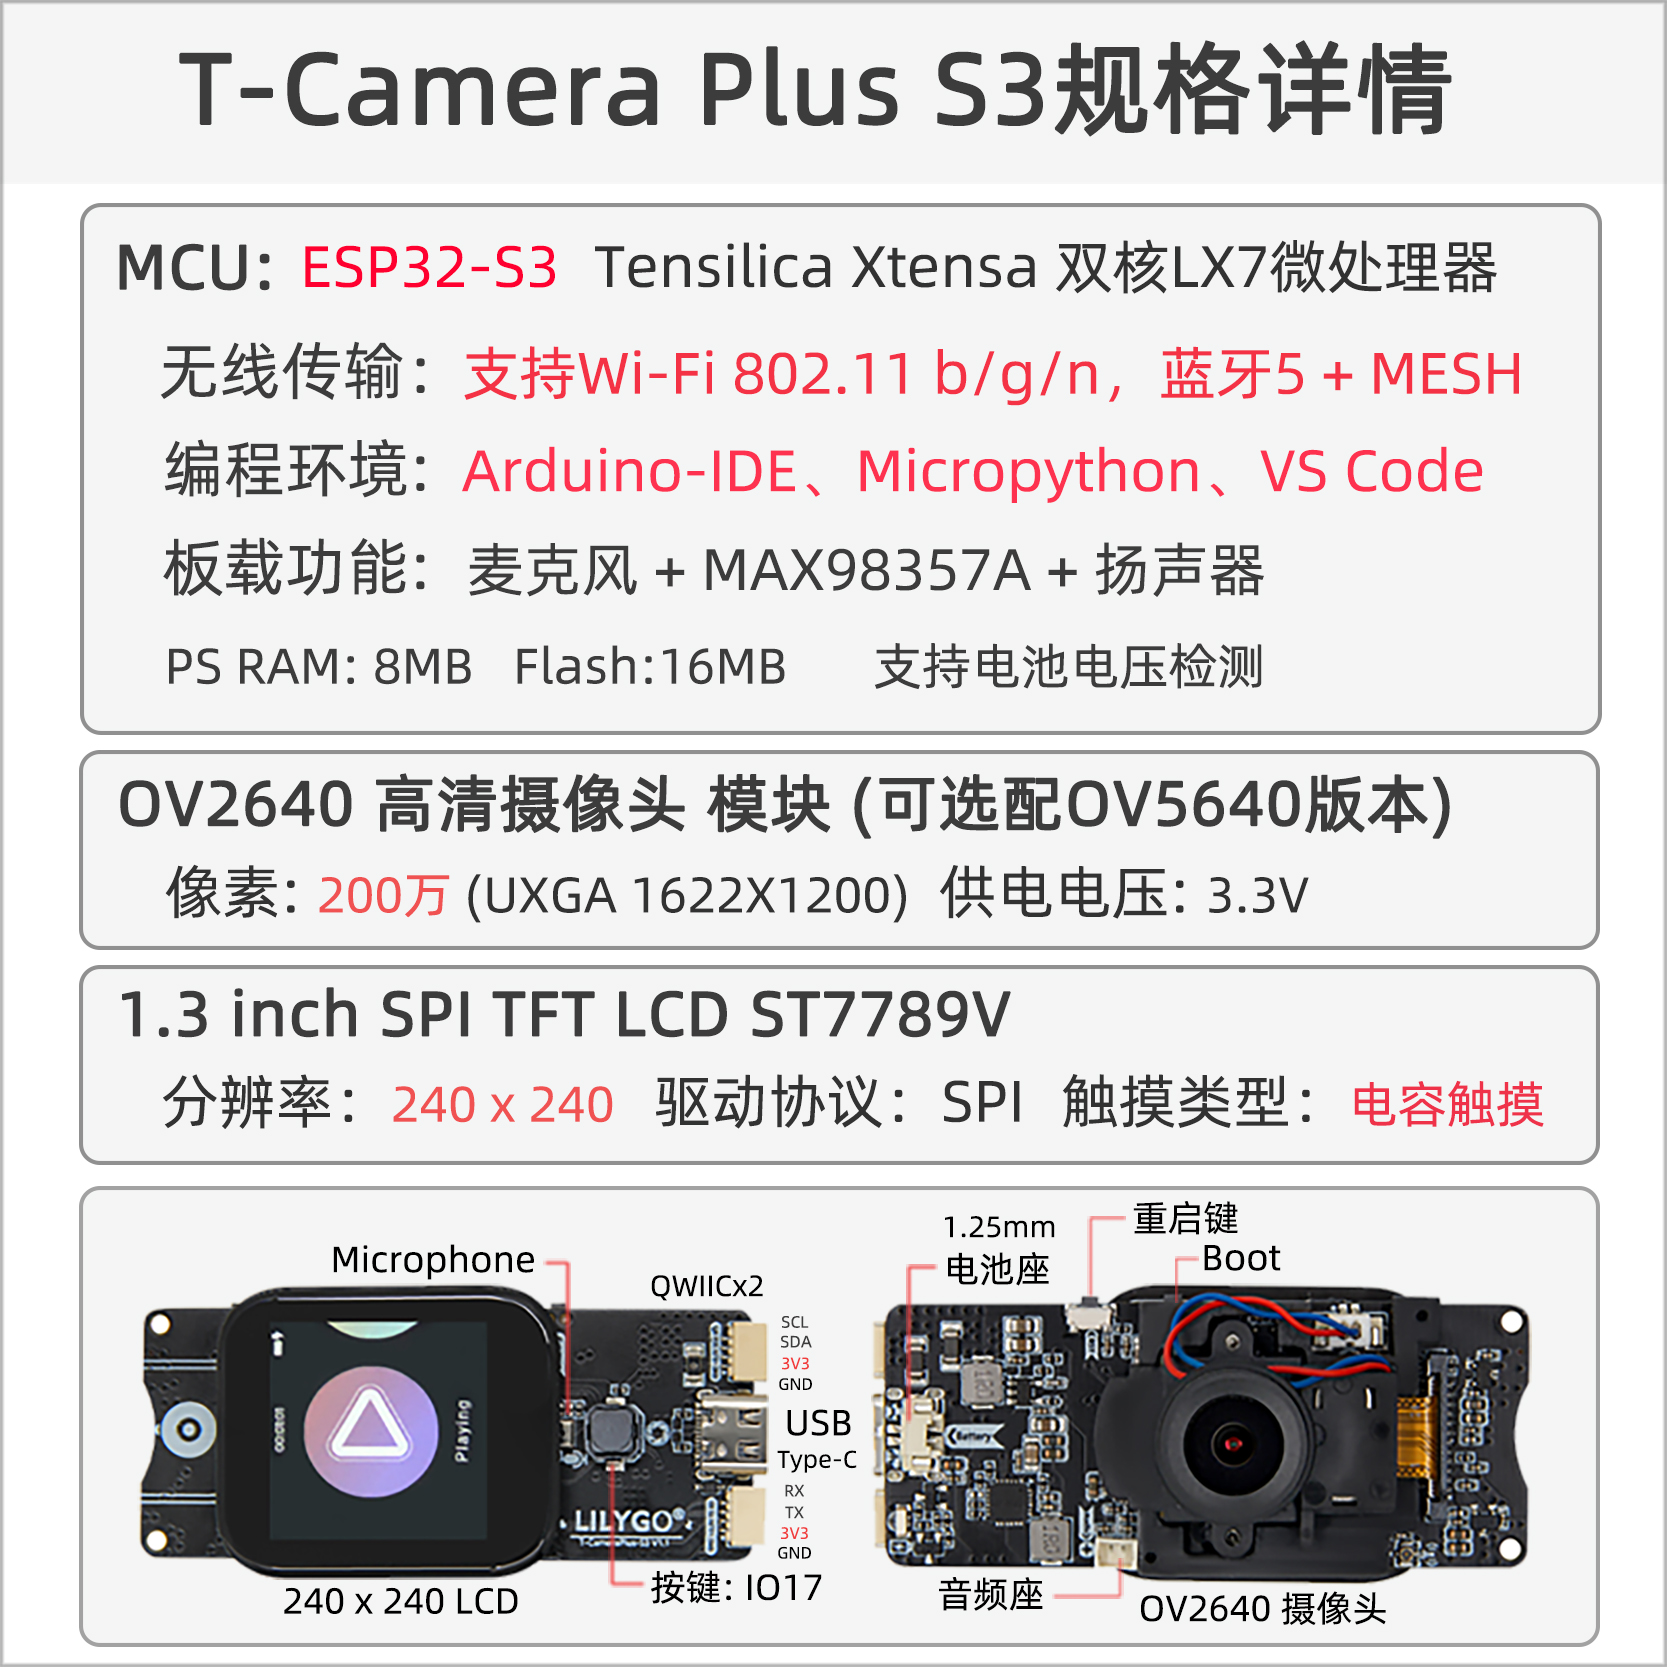 T-Camera Plus S3规格详情
MCU: ESP32-S3 Tensilica Xtensa 双核LX7微处理器
无线传输：支持Wi-Fi 802.11 b/g/n，蓝牙5 + MESH
编程环境：Arduino-IDE、Micropython、VS Code
板载功能：麦克风 + MAX98357A + 扬声器
PS RAM: 8MB Flash:16MB 支持电池电压检测
OV2640 高清摄像头 模块 (可选配OV5640版本)
像素: 200万 (UXGA 1622X1200) 供电电压: 3.3V
1.3 inch SPI TFT LCD ST7789V
分辨率： 240 x 240 驱动协议：SPI 触摸类型：电容触摸
Microphone
QWIICx2
SCL
SDA
3V3
GND
USB
Type-C
RX
TX
3V3
GND
00:01:01
Playing
LILYGO®
按键: IO17
240 x 240 LCD
1.25mm
电池座
重启键
Boot
Battery
音频座
OV2640 摄像头